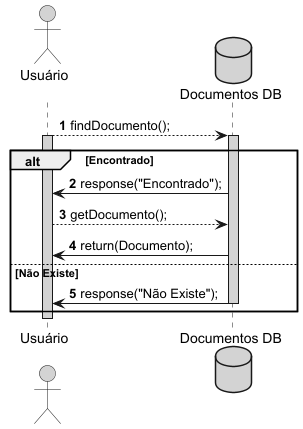 Usuário
Documentos DB
1 findDocumento();
alt [Encontrado]
2 response("Encontrado");
3 getDocumento();
4 return(Documento);
[Não Existe]
5 response("Não Existe");
Usuário
Documentos DB